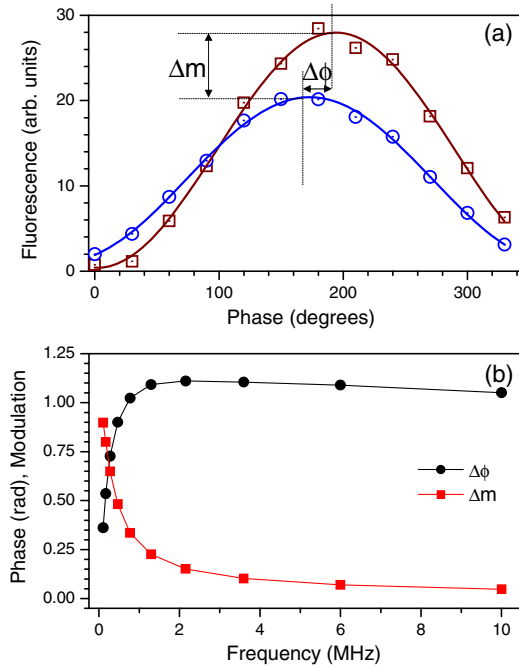 (a)
30
20
10
0
Δm
Δϕ
Fluorescence (arb. units)
0 100 200 300
Phase (degrees)
(b)
1.25
1.00
0.75
0.50
0.25
0.00
Phase (rad), Modulation
Δϕ
Δm
0 2 4 6 8 10
Frequency (MHz)